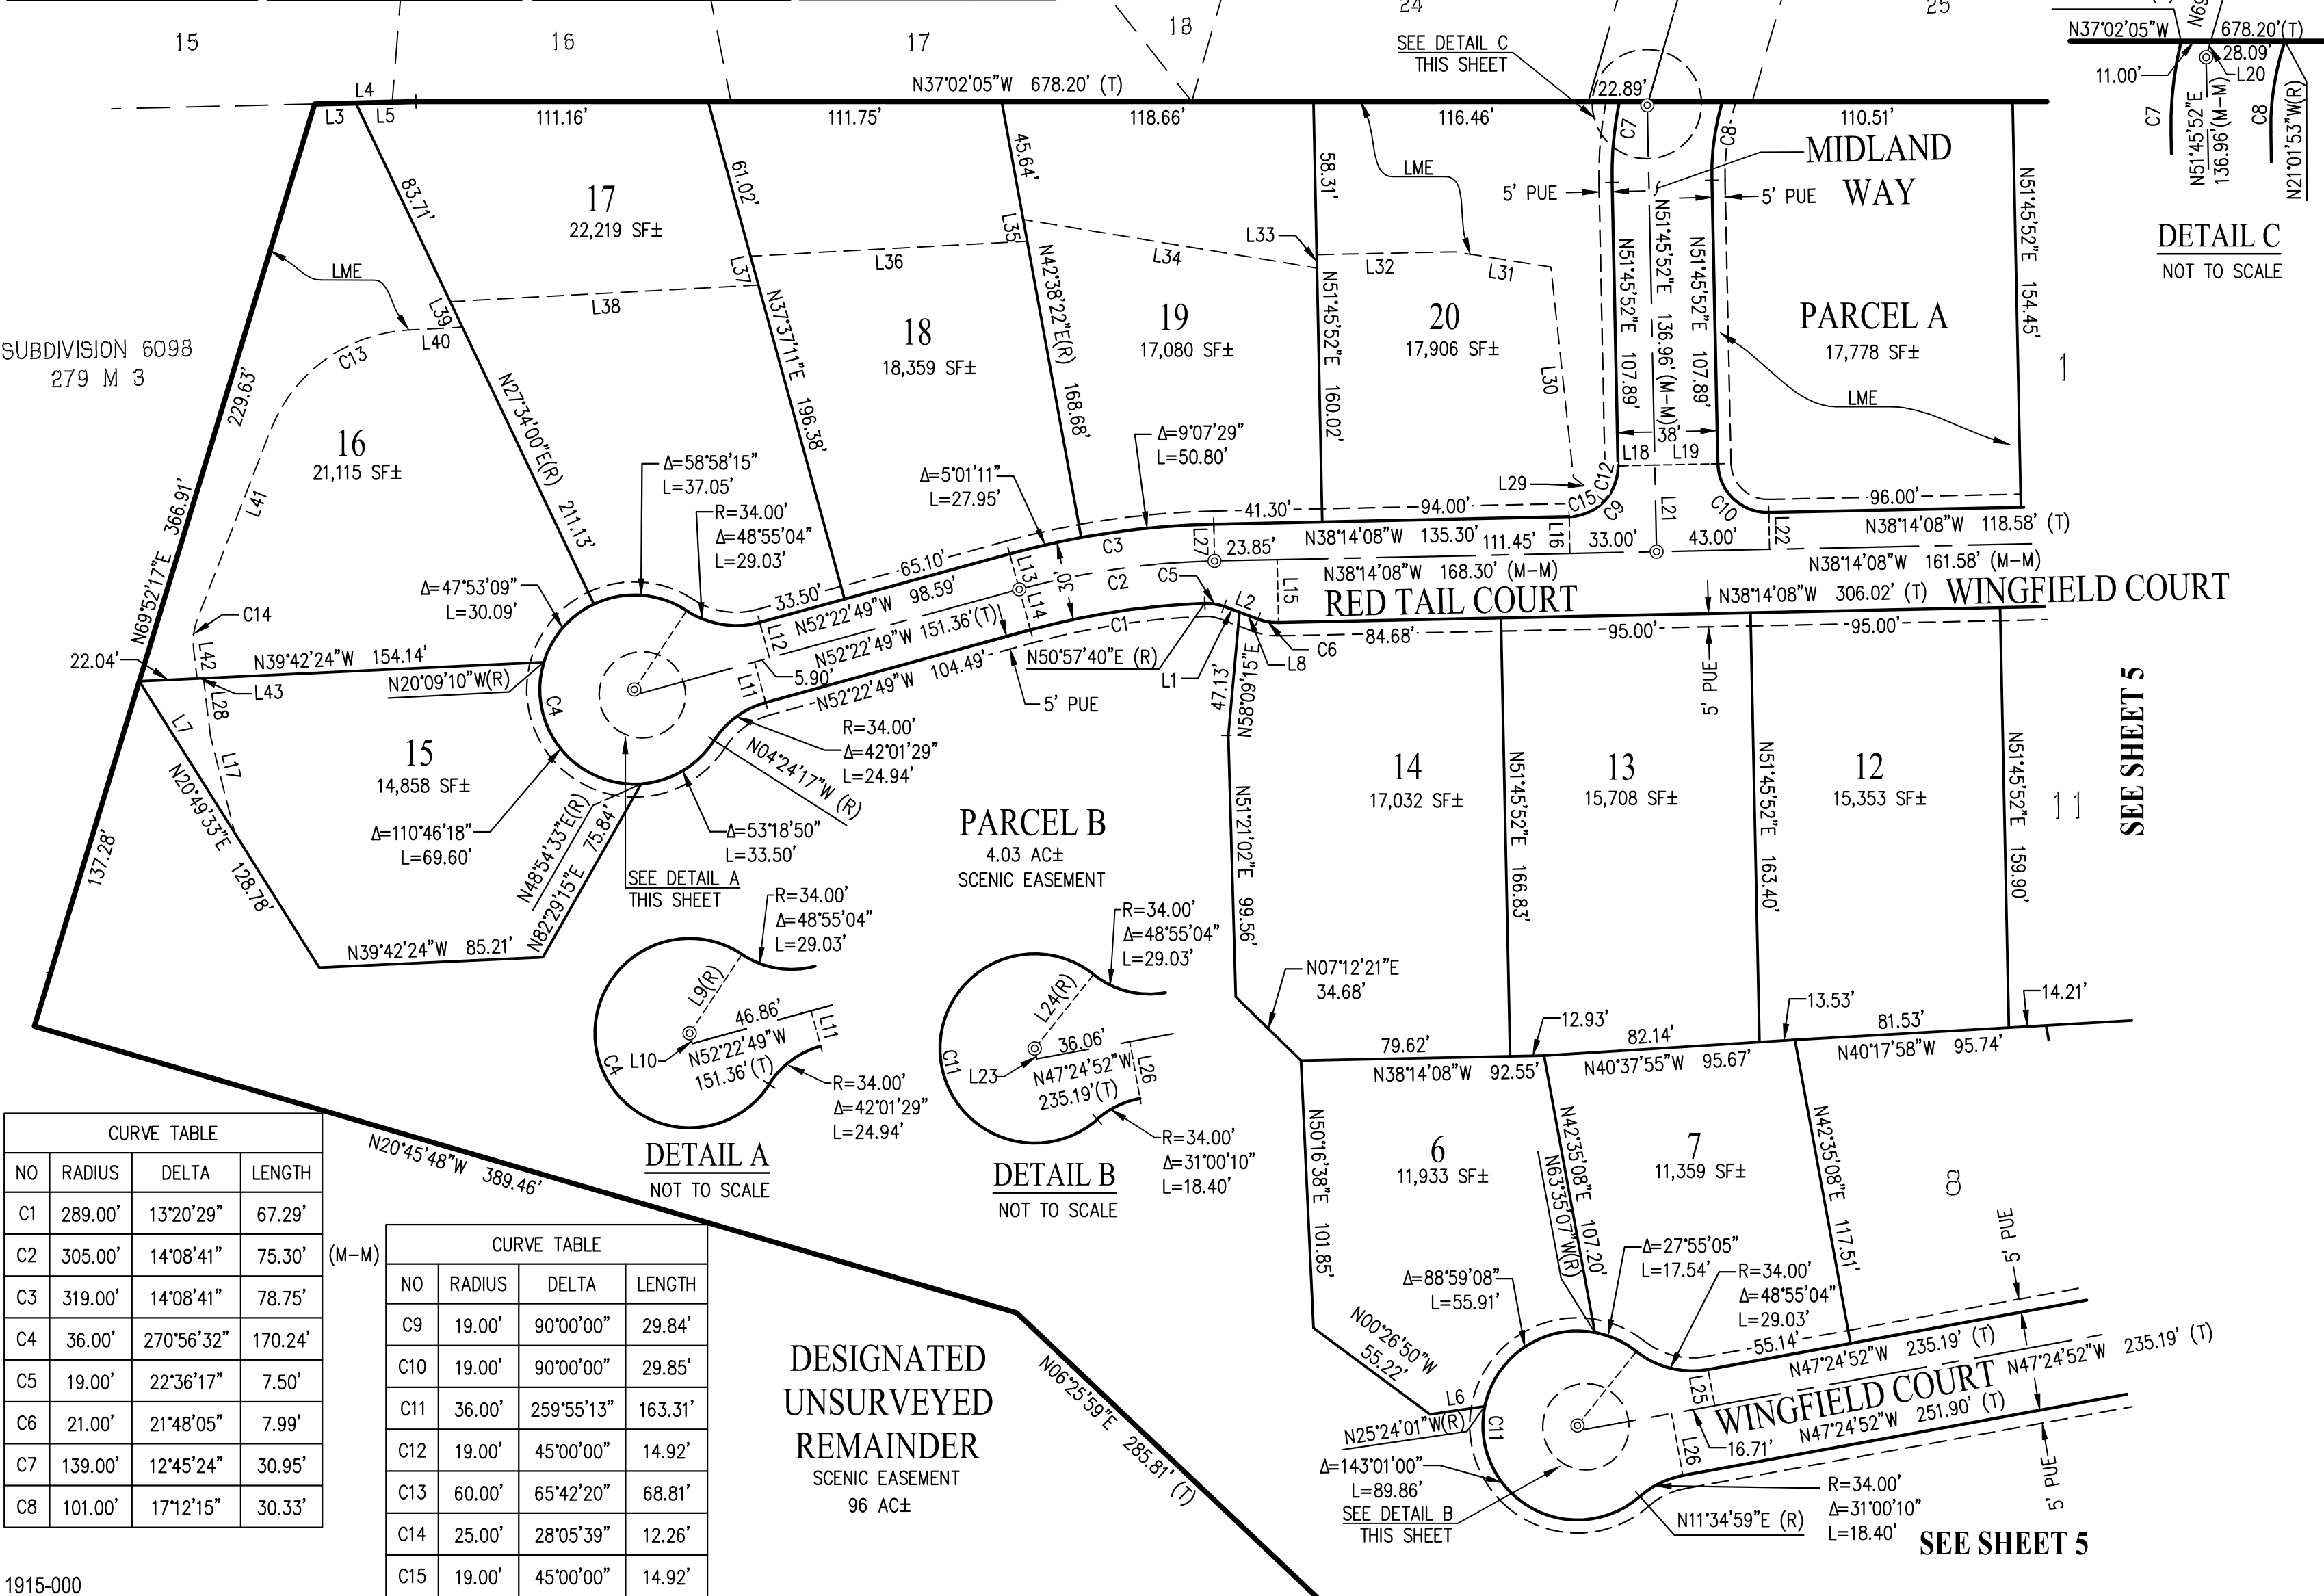 15
16
17
18
24
25
SEE DETAIL C
THIS SHEET
N37°02'05"W 678.20' (T)
22.89'
L4
L3
L5
111.16'
111.75'
118.66'
116.46'
110.51'
C7
C8
MIDLAND
WAY
5' PUE
5' PUE
LME
N37°02'05"W 678.20'(T)
28.09'
L20
11.00'
C7
C8
N51°45'52"E
136.96'(M-M)
N21°01'53"W(R)
DETAIL C
NOT TO SCALE
83.71'
17
22,219 SF±
61.02'
45.64'
58.31'
L33
L35
L34
L36
L37
L38
L39
L40
L32
L31
L30
L29
LME
SUBDIVISION 6098
279 M 3
C13
229.63'
16
21,115 SF±
L41
N27°34'00"E(R) 211.13'
N37°37'11"E 196.38'
18
18,359 SF±
N42°38'22"E(R) 168.68'
19
17,080 SF±
N51°45'52"E 160.02'
20
17,906 SF±
N51°45'52"E 107.89'
N51°45'52"E 136.96'(M-M)
N51°45'52"E 107.89'
PARCEL A
17,778 SF±
LME
N51°45'52"E 154.45'
1
38'
L18
L19
C12
C15
C9
C10
L21
L16
L22
96.00'
N38°14'08"W 118.58' (T)
N69°52'17"E 366.91'
Δ=58°58'15"
L=37.05'
R=34.00'
Δ=48°55'04"
L=29.03'
Δ=5°01'11"
L=27.95'
Δ=9°07'29"
L=50.80'
41.30'
94.00'
L27
23.85'
N38°14'08"W 135.30'
111.45'
33.00'
43.00'
N38°14'08"W 161.58' (M-M)
N38°14'08"W 168.30' (M-M)
RED TAIL COURT
N38°14'08"W 306.02' (T)
WINGFIELD COURT
Δ=47°53'09"
L=30.09'
65.10'
33.50'
N52°22'49"W 98.59'
N52°22'49"W 151.36'(T)
N52°22'49"W 104.49'
L13
L14
30'
C3
C2
C1
C5
L2
L15
L12
5.90'
L11
N50°57'40"E (R)
L1
L8
C6
84.68'
95.00'
95.00'
5' PUE
5' PUE
C14
L42
22.04'
N39°42'24"W 154.14'
N20°09'10"W(R)
L43
L28
L7
L17
C4
15
14,858 SF±
N20°49'33"E 128.78'
137.28'
Δ=110°46'18"
L=69.60'
N48°54'33"E(R)
N82°29'15"E 75.84'
N39°42'24"W 85.21'
R=34.00'
Δ=42°01'29"
L=24.94'
N04°24'17"W (R)
Δ=53°18'50"
L=33.50'
SEE DETAIL A
THIS SHEET
PARCEL B
4.03 AC±
SCENIC EASEMENT
47.13'
N58°09'15"E
N51°21'02"E 99.56'
14
17,032 SF±
N51°45'52"E 166.83'
13
15,708 SF±
N51°45'52"E 163.40'
12
15,353 SF±
N51°45'52"E 159.90'
11
SEE SHEET 5
N07°12'21"E
34.68'
79.62'
N38°14'08"W 92.55'
12.93'
82.14'
N40°37'55"W 95.67'
13.53'
81.53'
N40°17'58"W 95.74'
14.21'
R=34.00'
Δ=48°55'04"
L=29.03'
L9(R)
46.86'
N52°22'49"W
151.36'(T)
L10
L11
C4
R=34.00'
Δ=42°01'29"
L=24.94'
DETAIL A
NOT TO SCALE
R=34.00'
Δ=48°55'04"
L=29.03'
L24(R)
36.06'
N47°24'52"W
235.19'(T)
L23
L26
C11
R=34.00'
Δ=31°00'10"
L=18.40'
DETAIL B
NOT TO SCALE
N20°45'48"W 389.46'
N06°25'59"E 285.81' (T)
DESIGNATED
UNSURVEYED
REMAINDER
SCENIC EASEMENT
96 AC±
N50°16'38"E 101.85'
6
11,933 SF±
N42°35'08"E 107.20'
N63°35'07"W(R)
7
11,359 SF±
N42°35'08"E 117.51'
8
Δ=27°55'05"
L=17.54'
Δ=88°59'08"
L=55.91'
R=34.00'
Δ=48°55'04"
L=29.03'
N00°26'50"W
55.22'
L6
N25°24'01"W(R)
C11
55.14'
N47°24'52"W 235.19' (T)
N47°24'52"W 235.19' (T)
WINGFIELD COURT
N47°24'52"W 251.90' (T)
L25
L26
16.71'
5' PUE
5' PUE
Δ=143°01'00"
L=89.86'
SEE DETAIL B
THIS SHEET
R=34.00'
Δ=31°00'10"
L=18.40'
N11°34'59"E (R)
SEE SHEET 5
CURVE TABLE
NO RADIUS DELTA LENGTH
C1 289.00' 13°20'29" 67.29'
C2 305.00' 14°08'41" 75.30' (M-M)
C3 319.00' 14°08'41" 78.75'
C4 36.00' 270°56'32" 170.24'
C5 19.00' 22°36'17" 7.50'
C6 21.00' 21°48'05" 7.99'
C7 139.00' 12°45'24" 30.95'
C8 101.00' 17°12'15" 30.33'
CURVE TABLE
NO RADIUS DELTA LENGTH
C9 19.00' 90°00'00" 29.84'
C10 19.00' 90°00'00" 29.85'
C11 36.00' 259°55'13" 163.31'
C12 19.00' 45°00'00" 14.92'
C13 60.00' 65°42'20" 68.81'
C14 25.00' 28°05'39" 12.26'
C15 19.00' 45°00'00" 14.92'
1915-000